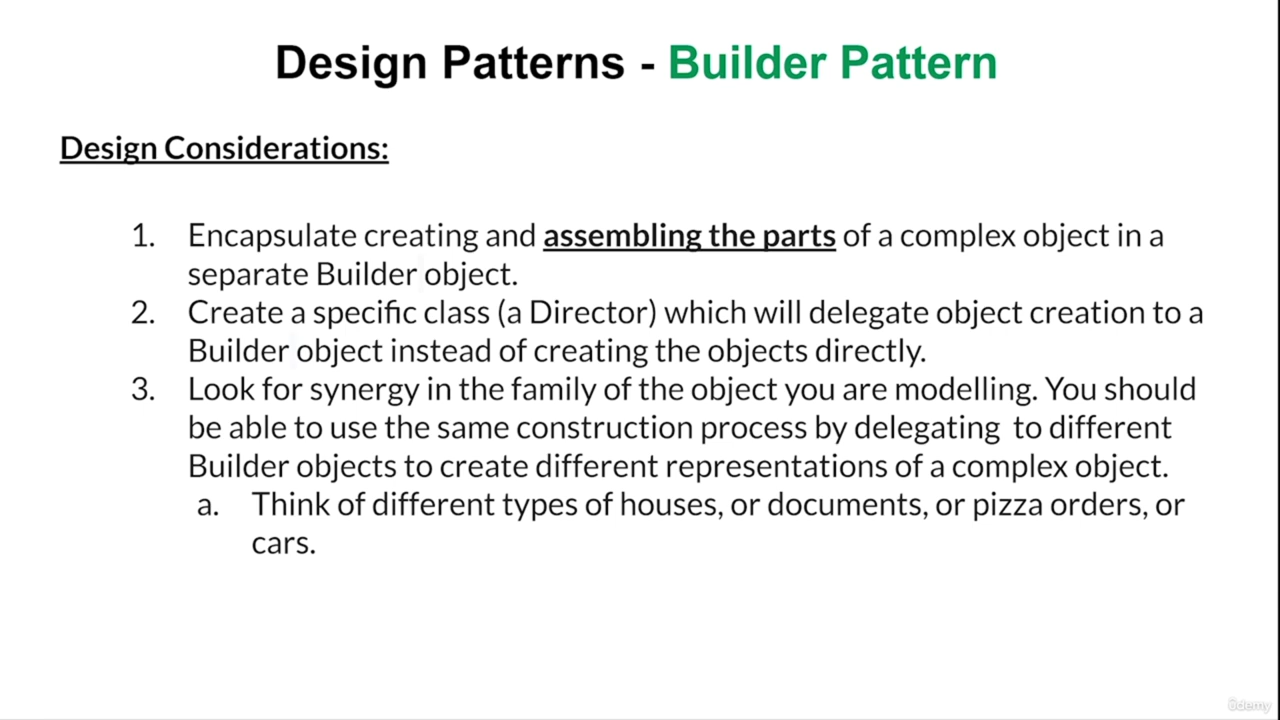 Design Patterns - Builder Pattern
Design Considerations:
1. Encapsulate creating and assembling the parts of a complex object in a
separate Builder object.
2. Create a specific class (a Director) which will delegate object creation to a
Builder object instead of creating the objects directly.
3. Look for synergy in the family of the object you are modelling. You should
be able to use the same construction process by delegating to different
Builder objects to create different representations of a complex object.
a. Think of different types of houses, or documents, or pizza orders, or
cars.
ûdemy